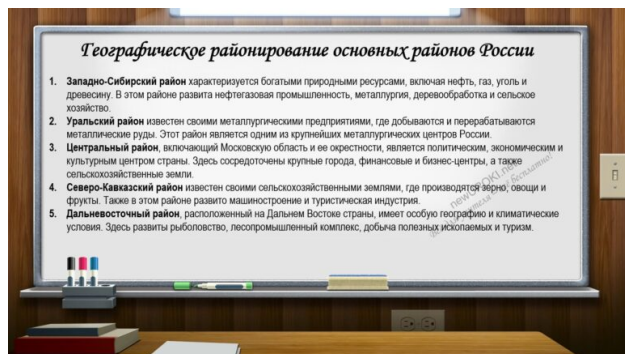 Географическое районирование основных районов России
1. Западно-Сибирский район характеризуется богатыми природными ресурсами, включая нефть, газ, уголь и
древесину. В этом районе развита нефтегазовая промышленность, металлургия, деревообработка и сельское
хозяйство.
2. Уральский район известен своими металлургическими предприятиями, где добываются и перерабатываются
металлические руды. Этот район является одним из крупнейших металлургических центров России.
3. Центральный район, включающий Московскую область и ее окрестности, является политическим, экономическим и
культурным центром страны. Здесь сосредоточены крупные города, финансовые и бизнес-центры, а также
сельскохозяйственные земли.
4. Северо-Кавказский район известен своими сельскохозяйственными землями, где производятся зерно, овощи и
фрукты. Также в этом районе развито машиностроение и туристическая индустрия.
5. Дальневосточный район, расположенный на Дальнем Востоке страны, имеет особую географию и климатические
условия. Здесь развиты рыболовство, лесопромышленный комплекс, добыча полезных ископаемых и туризм.